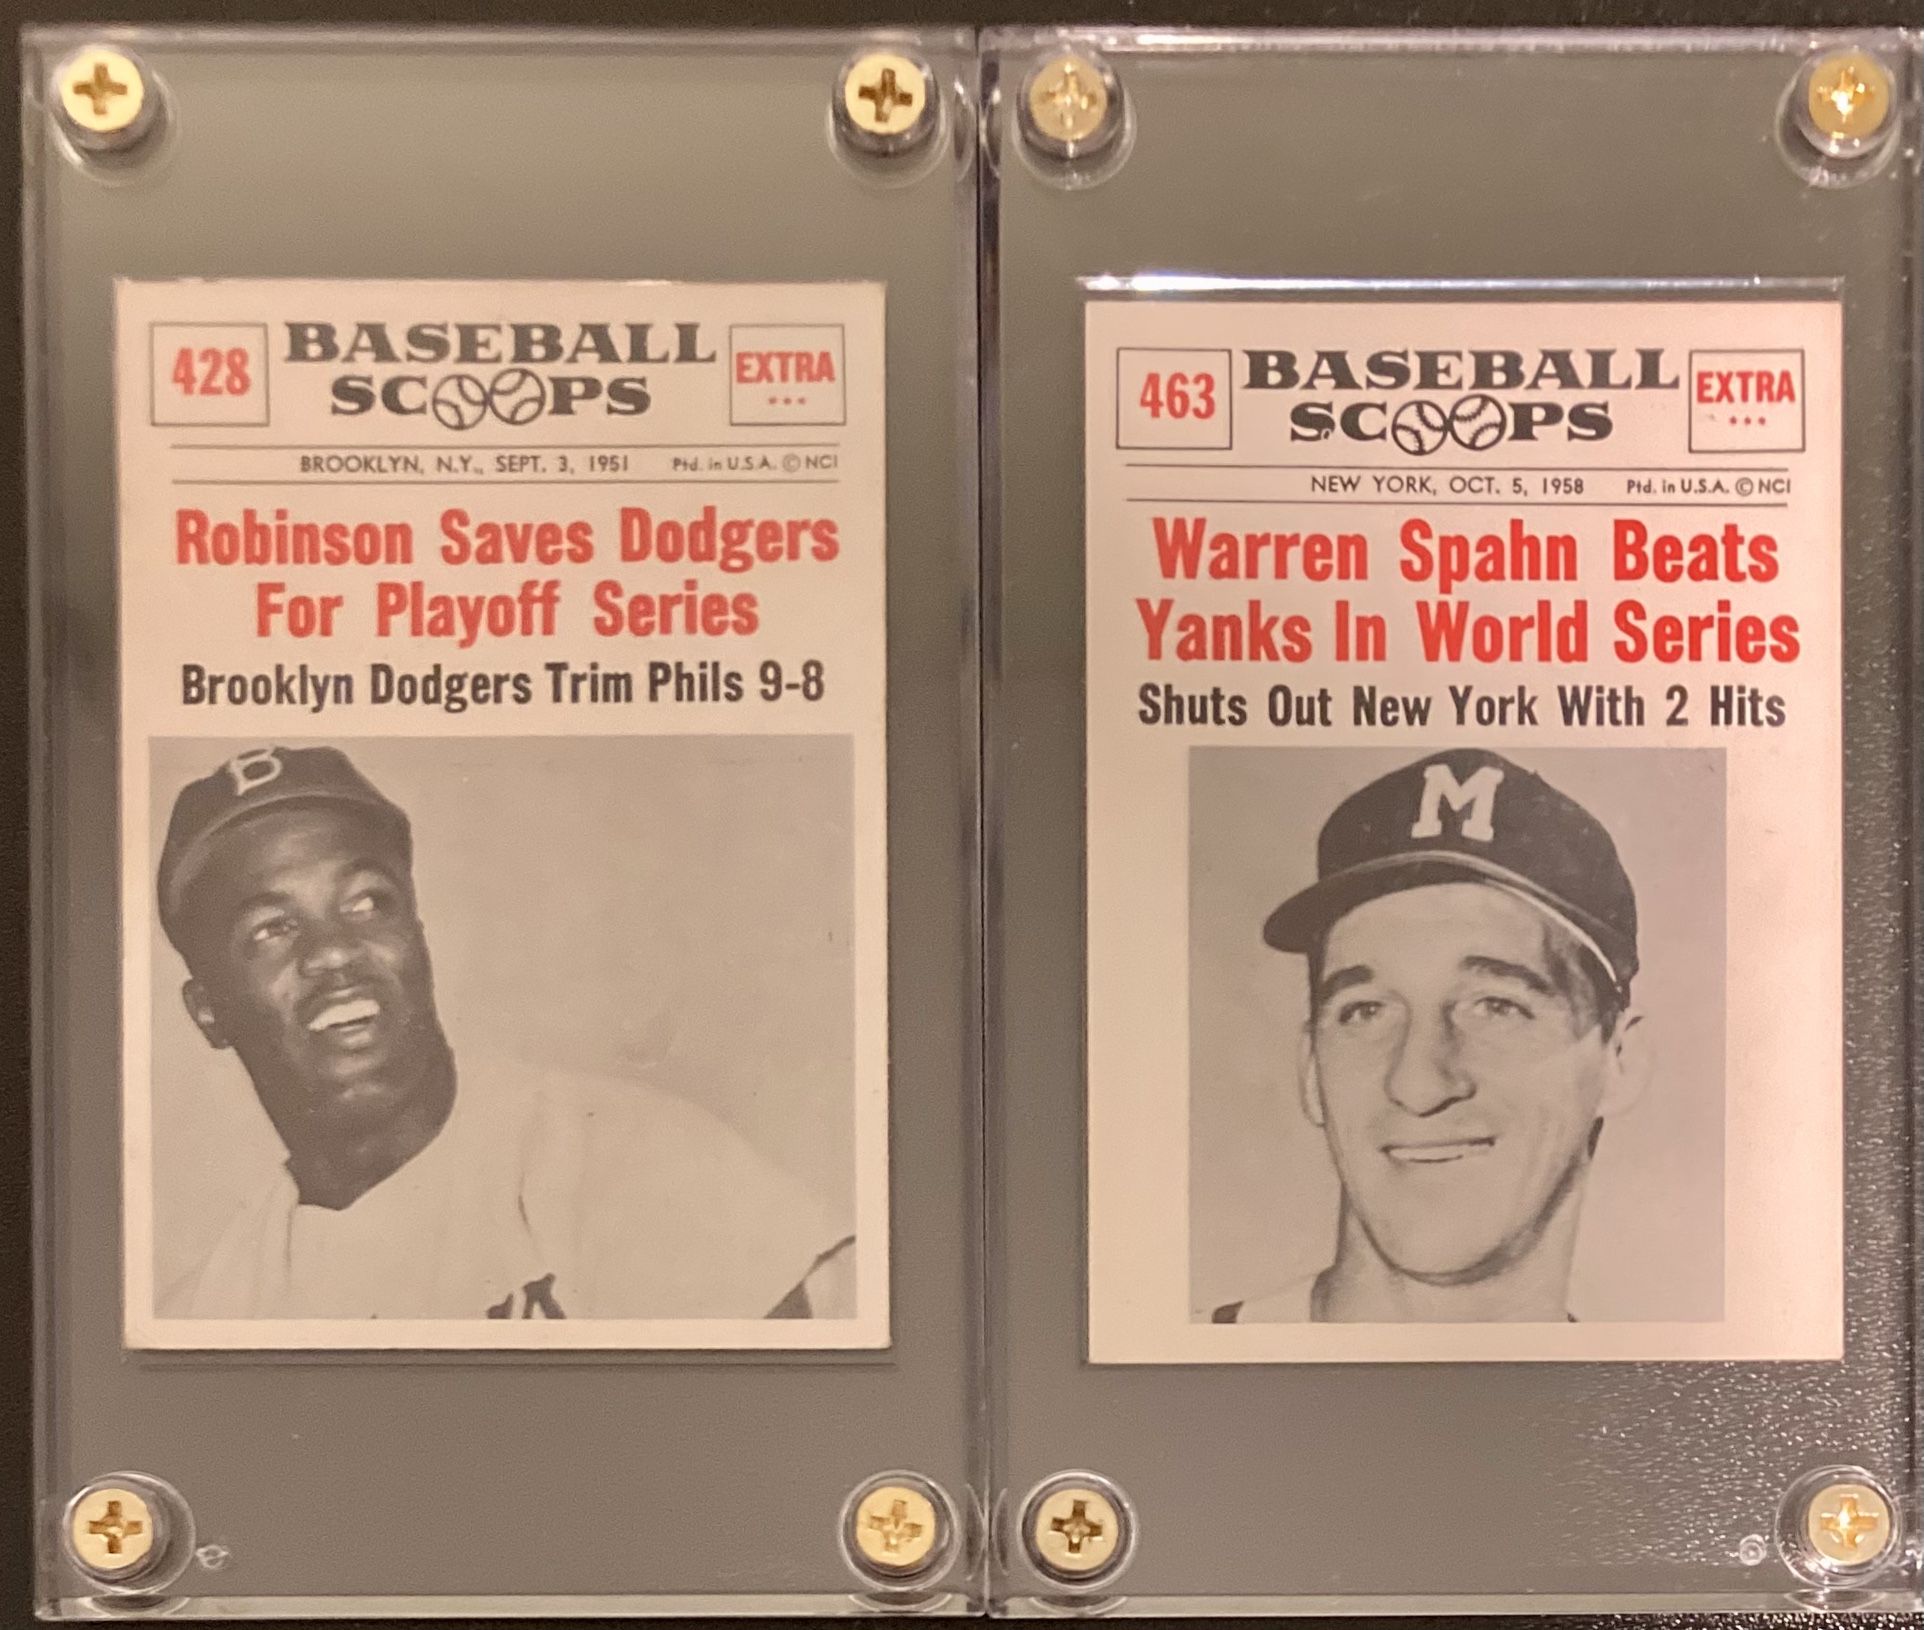 428 BASEBALL EXTRA
SCOOPS
BROOKLYN, N.Y., SEPT. 3, 1951 Ptd. in U.S.A. © NCI
Robinson Saves Dodgers
For Playoff Series
Brooklyn Dodgers Trim Phils 9-8
B
463 BASEBALL EXTRA
SCOOPS
NEW YORK, OCT. 5, 1958 Ptd. in U.S.A. © NCI
Warren Spahn Beats
Yanks In World Series
Shuts Out New York With 2 Hits
M